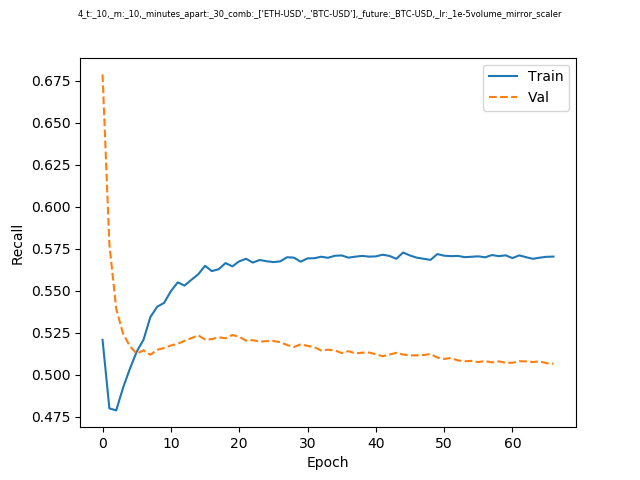 4_t:_10,_m:_10,_minutes_apart:_30_comb:_['ETH-USD',_'BTC-USD'],_future:_BTC-USD,_lr:_1e-5volume_mirror_scaler
Train
Val
0.675
0.650
0.625
0.600
0.575
0.550
0.525
0.500
0.475
Recall
0 10 20 30 40 50 60
Epoch